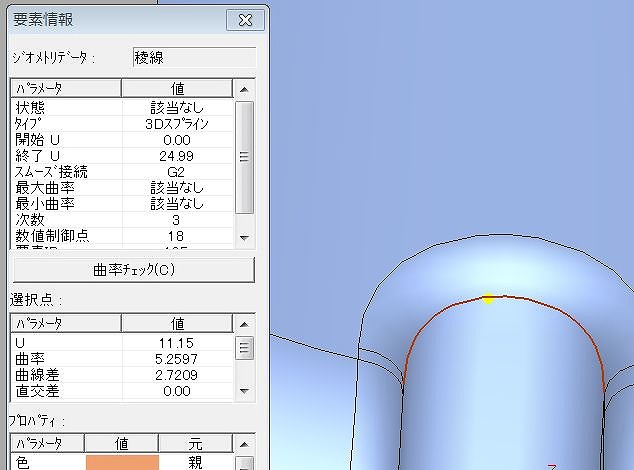 要素情報
ｼﾞｵﾒﾄﾘﾃﾞｰﾀ : 稜線
ﾊﾟﾗﾒｰﾀ 値
状態 該当なし
ﾀｲﾌﾟ 3Dスプライン
開始 U 0.00
終了 U 24.99
ｽﾑｰｽﾞ接続 G2
最大曲率 該当なし
最小曲率 該当なし
次数 3
数値制御点 18
曲率ﾁｪｯｸ(C)
選択点 :
ﾊﾟﾗﾒｰﾀ 値
U 11.15
曲率 5.2597
曲線差 2.7209
直交差 0.00
ﾌﾟﾛﾊﾟﾃｨ :
ﾊﾟﾗﾒｰﾀ 値 元
色 親